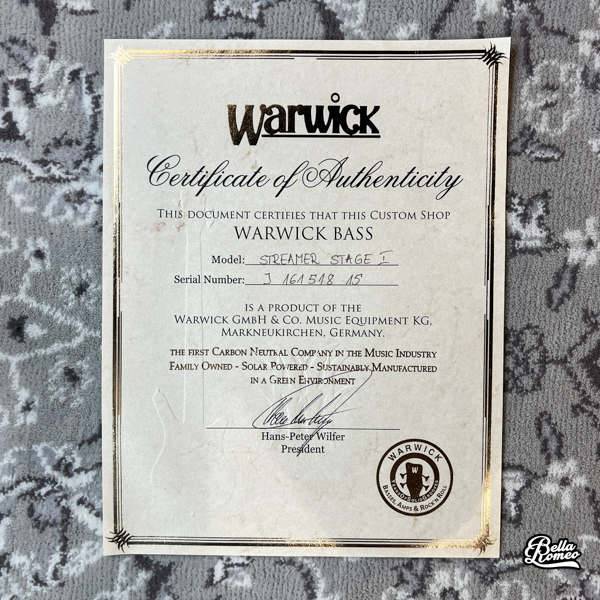 Warwick
Certificate of Authenticity
This document certifies that this Custom Shop
Warwick Bass
Model: STREAMER STAGE I
Serial Number: J 161518 15
is a product of the
Warwick GmbH & Co. Music Equipment KG,
Markneukirchen, Germany.
the first Carbon Neutral Company in the Music Industry
Family Owned - Solar Powered - Sustainably Manufactured
in a Green Environment
Hans-Peter Wilfer
President
WARWICK
W
BASSES, AMPS & ROCK'N ROLL
Bella
Romeo